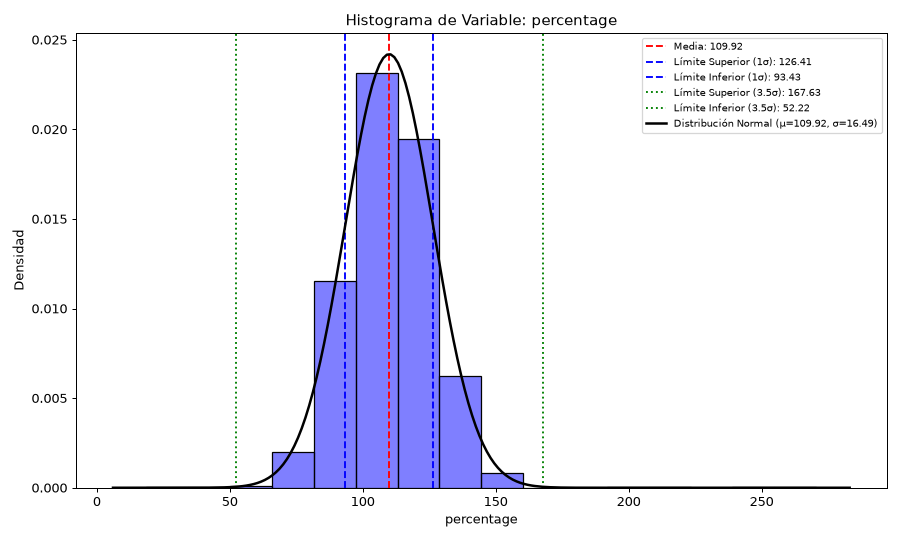 Histograma de Variable: percentage
Media: 109.92
Límite Superior (1σ): 126.41
Límite Inferior (1σ): 93.43
Límite Superior (3.5σ): 167.63
Límite Inferior (3.5σ): 52.22
Distribución Normal (μ=109.92, σ=16.49)
Densidad
0.025
0.020
0.015
0.010
0.005
0.000
0 50 100 150 200 250
percentage